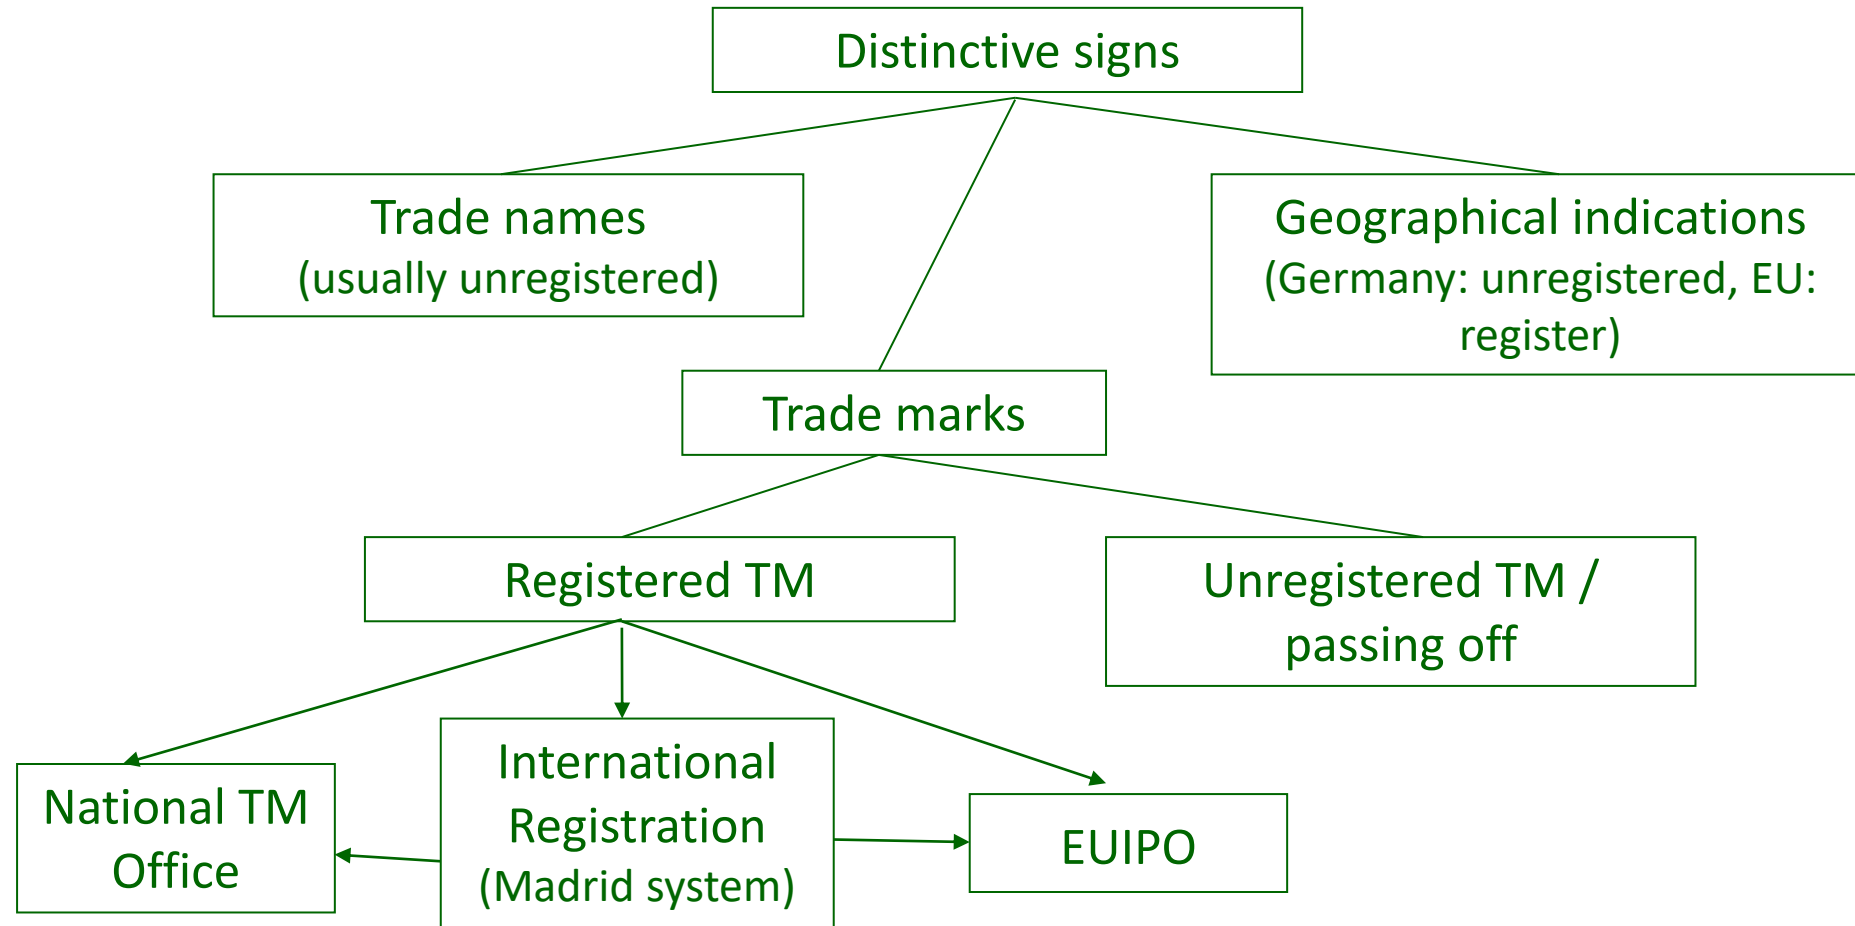 Distinctive signs
Trade names
(usually unregistered)
Geographical indications
(Germany: unregistered, EU:
register)
Trade marks
Registered TM
Unregistered TM /
passing off
National TM
Office
International
Registration
(Madrid system)
EUIPO